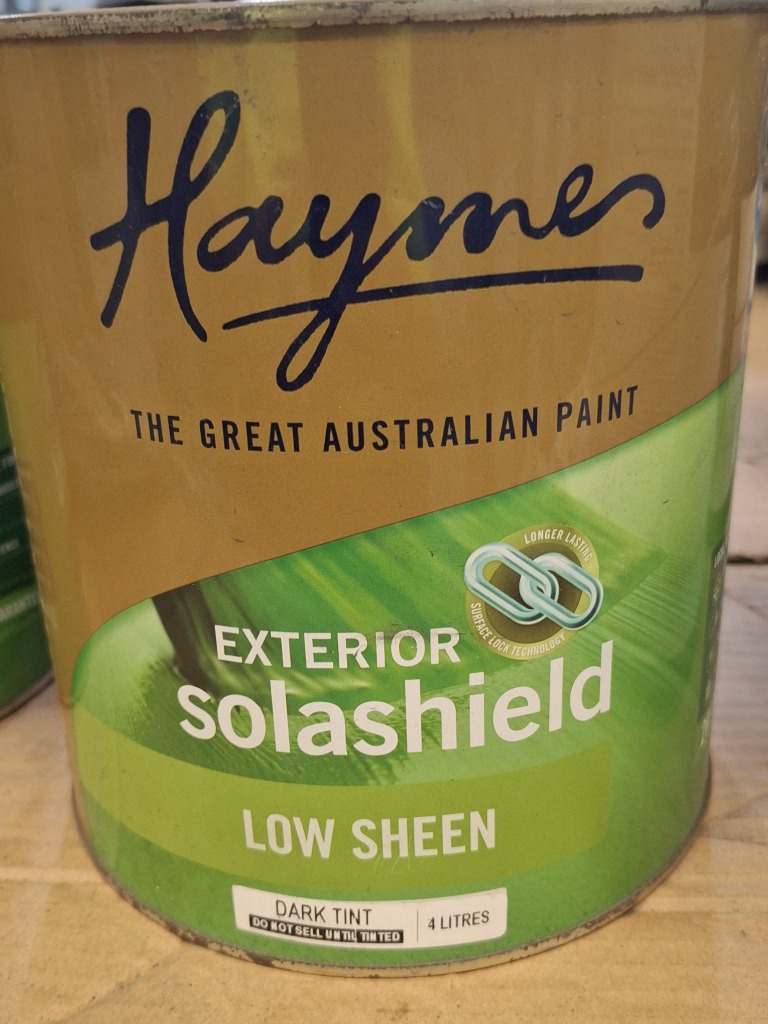 Haymes
THE GREAT AUSTRALIAN PAINT
LONGER LASTING
SURFACE LOCK TECHNOLOGY
EXTERIOR
solashield
LOW SHEEN
DARK TINT
DO NOT SELL UNTIL TINTED
4 LITRES